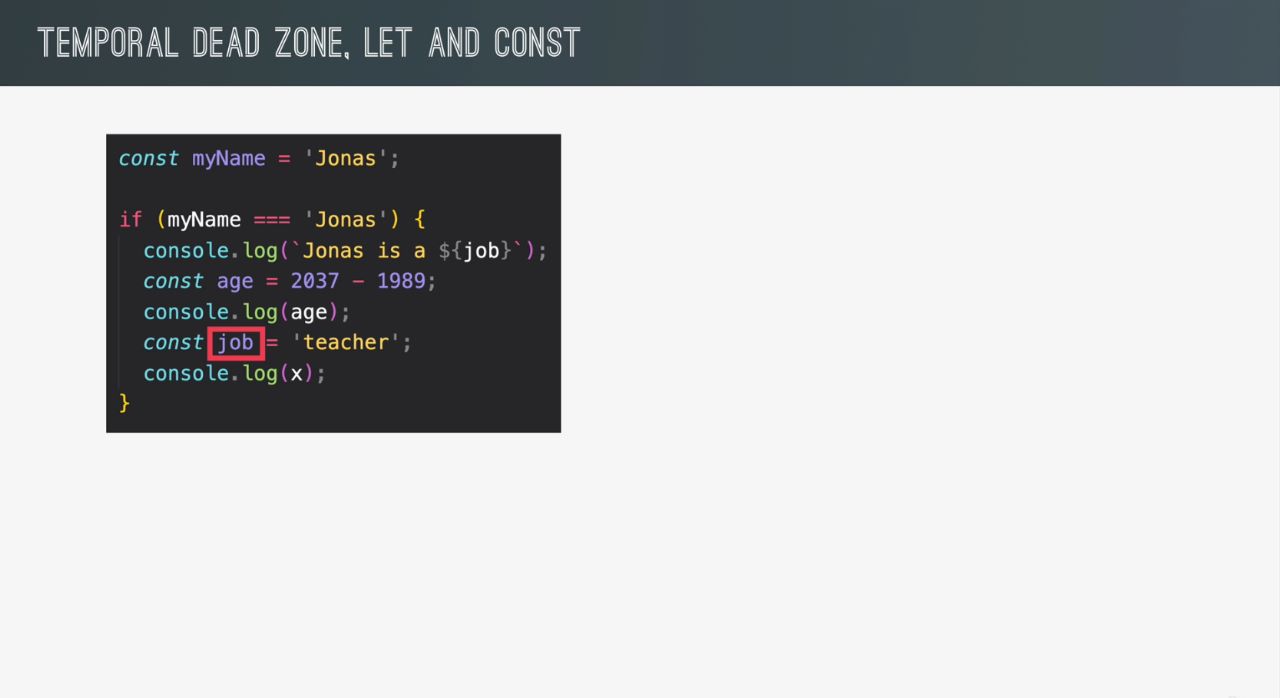 TEMPORAL DEAD ZONE, LET AND CONST
const myName = 'Jonas';
if (myName === 'Jonas') {
  console.log(`Jonas is a ${job}`);
  const age = 2037 - 1989;
  console.log(age);
  const job = 'teacher';
  console.log(x);
}